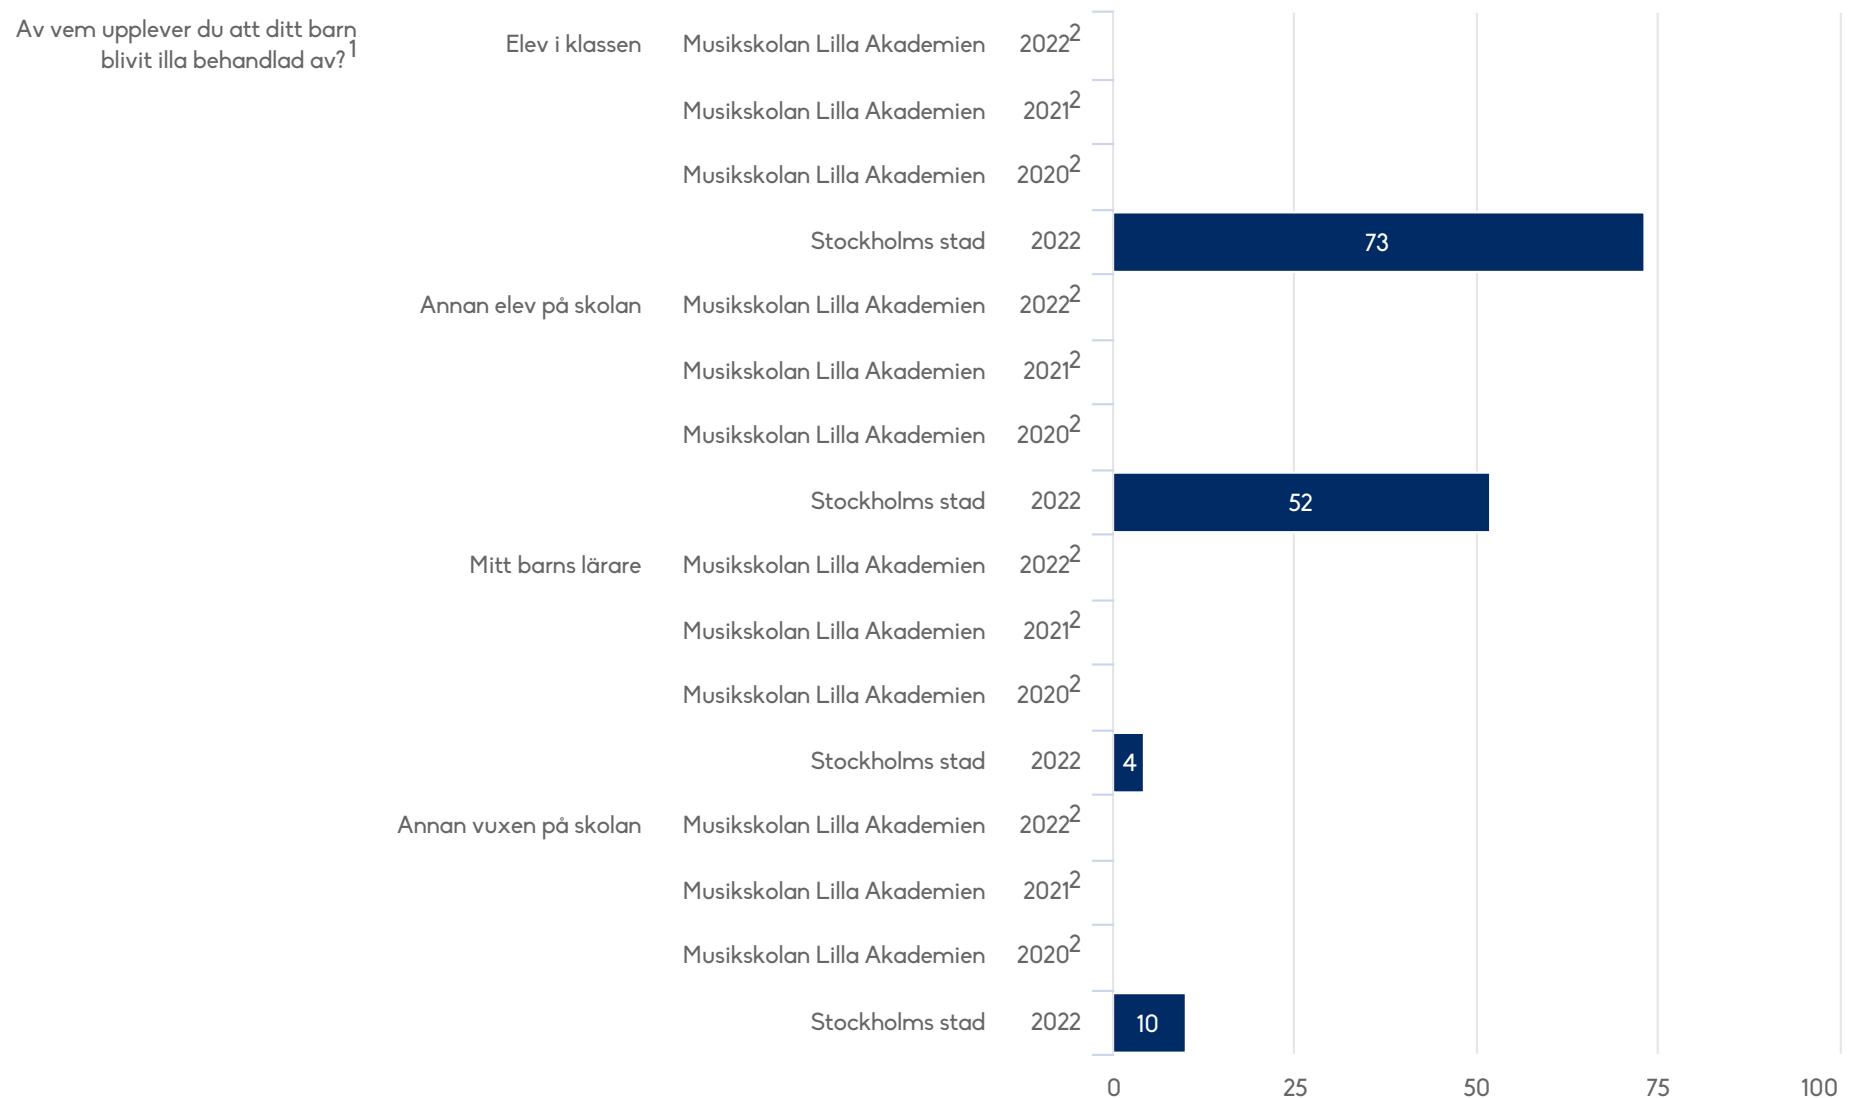 Av vem upplever du att ditt barn
blivit illa behandlad av?1
Elev i klassen Musikskolan Lilla Akademien 2022²
Musikskolan Lilla Akademien 2021²
Musikskolan Lilla Akademien 2020²
Stockholms stad 2022 73
Annan elev på skolan Musikskolan Lilla Akademien 2022²
Musikskolan Lilla Akademien 2021²
Musikskolan Lilla Akademien 2020²
Stockholms stad 2022 52
Mitt barns lärare Musikskolan Lilla Akademien 2022²
Musikskolan Lilla Akademien 2021²
Musikskolan Lilla Akademien 2020²
Stockholms stad 2022 4
Annan vuxen på skolan Musikskolan Lilla Akademien 2022²
Musikskolan Lilla Akademien 2021²
Musikskolan Lilla Akademien 2020²
Stockholms stad 2022 10
0 25 50 75 100